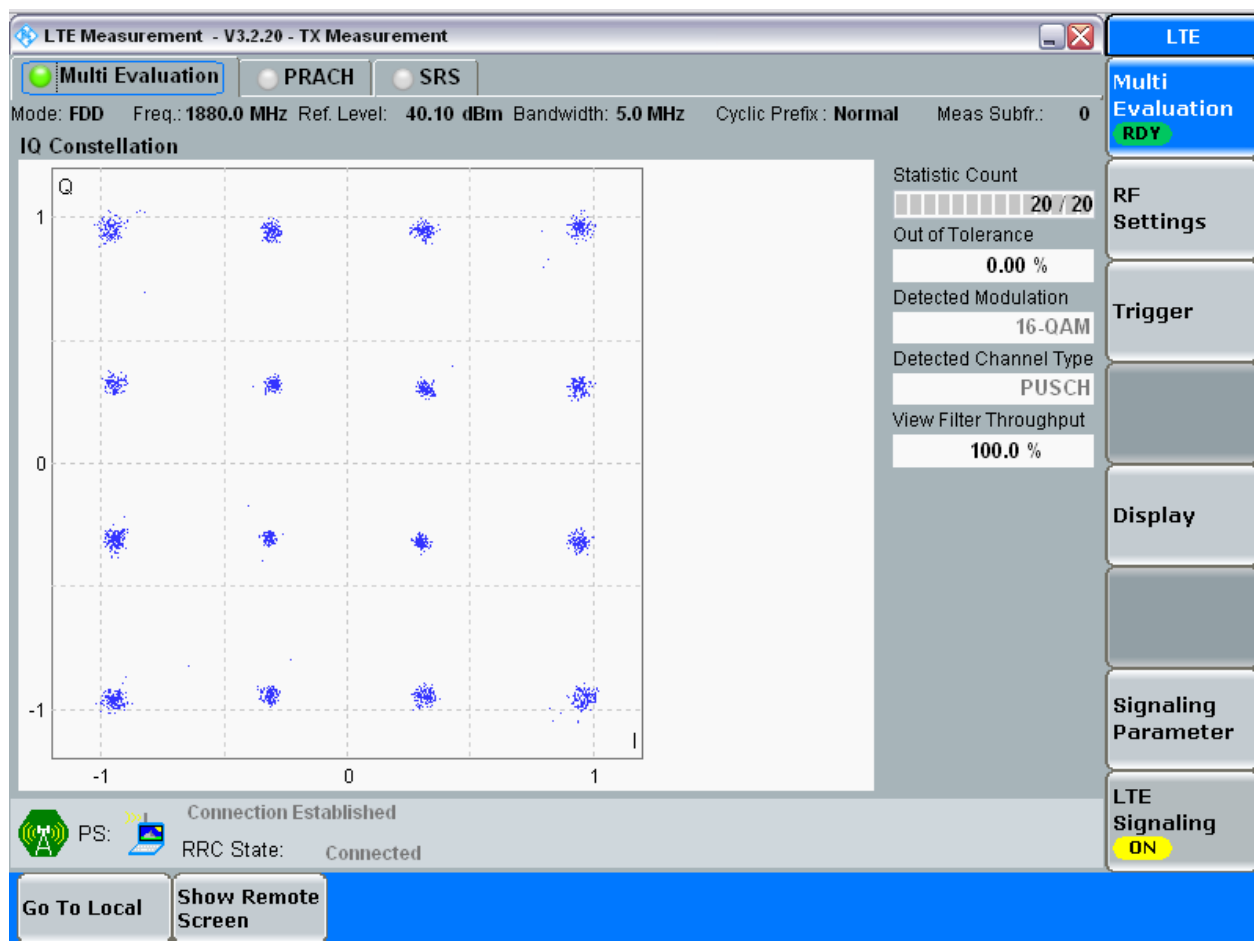 LTE Measurement - V3.2.20 - TX Measurement
LTE
Multi Evaluation PRACH SRS
Mode: FDD Freq.: 1880.0 MHz Ref. Level: 40.10 dBm Bandwidth: 5.0 MHz Cyclic Prefix : Normal Meas Subfr.: 0
IQ Constellation
Q
1
0
-1
I
-1 0 1
Statistic Count
20 / 20
Out of Tolerance
0.00 %
Detected Modulation
16-QAM
Detected Channel Type
PUSCH
View Filter Throughput
100.0 %
Multi
Evaluation
RDY
RF
Settings
Trigger
Display
Signaling
Parameter
LTE
Signaling
ON
PS:
Connection Established
RRC State: Connected
Go To Local
Show Remote
Screen